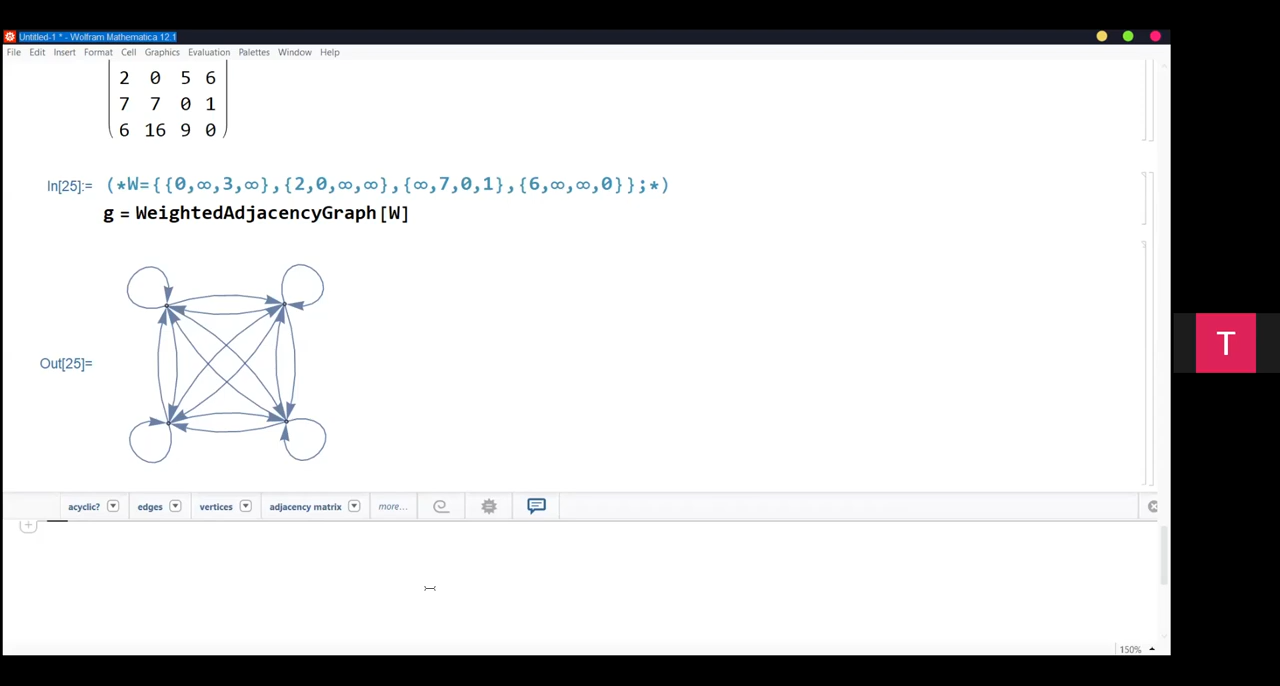 Untitled-1 * - Wolfram Mathematica 12.1
File Edit Insert Format Cell Graphics Evaluation Palettes Window Help
2 0 5 6
7 7 0 1
6 16 9 0
In[25]:= (*W={{0,∞,3,∞},{2,0,∞,∞},{∞,7,0,1},{6,∞,∞,0}};*)
g = WeightedAdjacencyGraph[W]
Out[25]=
T
acyclic? edges vertices adjacency matrix more...
150%